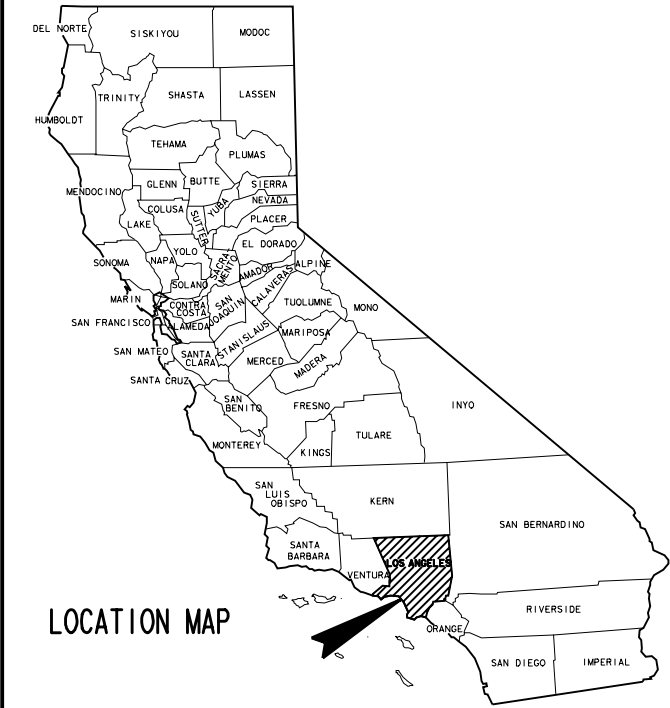 DEL NORTE
SISKIYOU
MODOC
TRINITY
SHASTA
LASSEN
HUMBOLDT
TEHAMA
PLUMAS
MENDOCINO
GLENN
BUTTE
SIERRA
NEVADA
YUBA
COLUSA
SUTTER
PLACER
LAKE
EL DORADO
YOLO
SONOMA
NAPA
SACRA
MENTO
AMADOR
ALPINE
SOLANO
CALAVERAS
MARIN
CONTRA
COSTA
SAN
JOAQUIN
TUOLUMNE
MONO
SAN FRANCISCO
ALAMEDA
STANISLAUS
MARIPOSA
SAN MATEO
SANTA
CLARA
MERCED
MADERA
SANTA CRUZ
SAN
BENITO
FRESNO
INYO
MONTEREY
KINGS
TULARE
SAN
LUIS
OBISPO
KERN
SAN BERNARDINO
SANTA
BARBARA
VENTURA
LOS ANGELES
LOCATION MAP
ORANGE
RIVERSIDE
SAN DIEGO
IMPERIAL